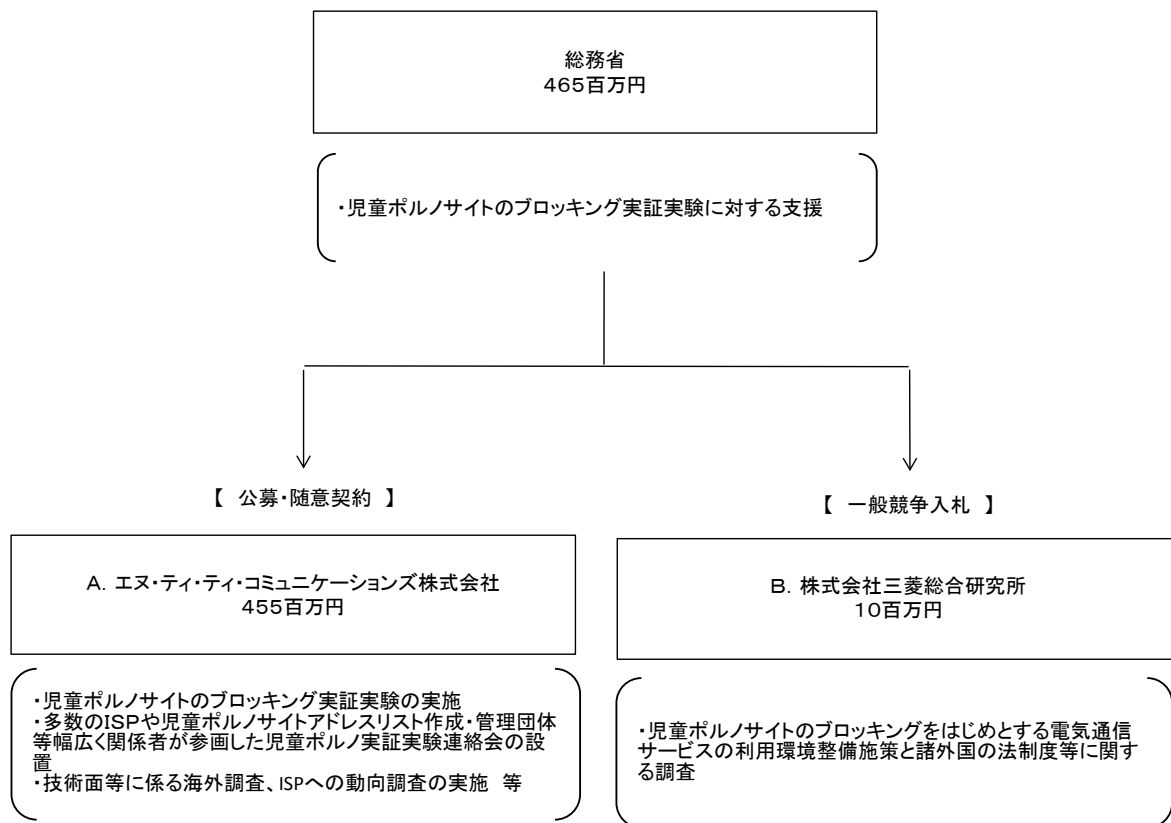 総務省
465百万円
・児童ポルノサイトのブロッキング実証実験に対する支援
【 公募・随意契約 】
【 一般競争入札 】
A. エヌ・ティ・ティ・コミュニケーションズ株式会社
455百万円
B. 株式会社三菱総合研究所
10百万円
・児童ポルノサイトのブロッキング実証実験の実施
・多数のISPや児童ポルノサイトアドレスリスト作成・管理団体
等幅広く関係者が参画した児童ポルノ実証実験連絡会の設
置
・技術面等に係る海外調査、ISPへの動向調査の実施 等
・児童ポルノサイトのブロッキングをはじめとする電気通信
サービスの利用環境整備施策と諸外国の法制度等に関す
る調査